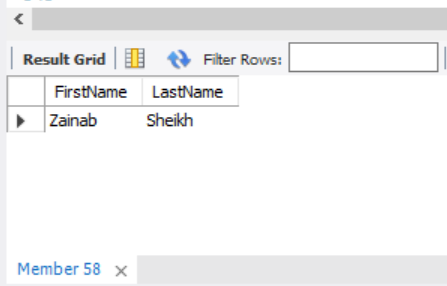 Result Grid Filter Rows:
FirstName LastName
Zainab Sheikh
Member 58